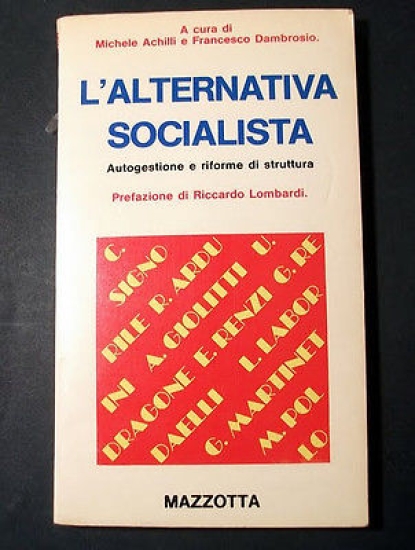 A cura di
Michele Achilli e Francesco Dambrosio.
L'ALTERNATIVA
SOCIALISTA
Autogestione e riforme di struttura
Prefazione di Riccardo Lombardi.
C.
SIGNO
RILE R. ARDU
INI A. GIOLITTI U.
DRAGONE E. RENZI G. RE
DAELLI L. LABOR
G. MARTINET
M. POL
LO
MAZZOTTA